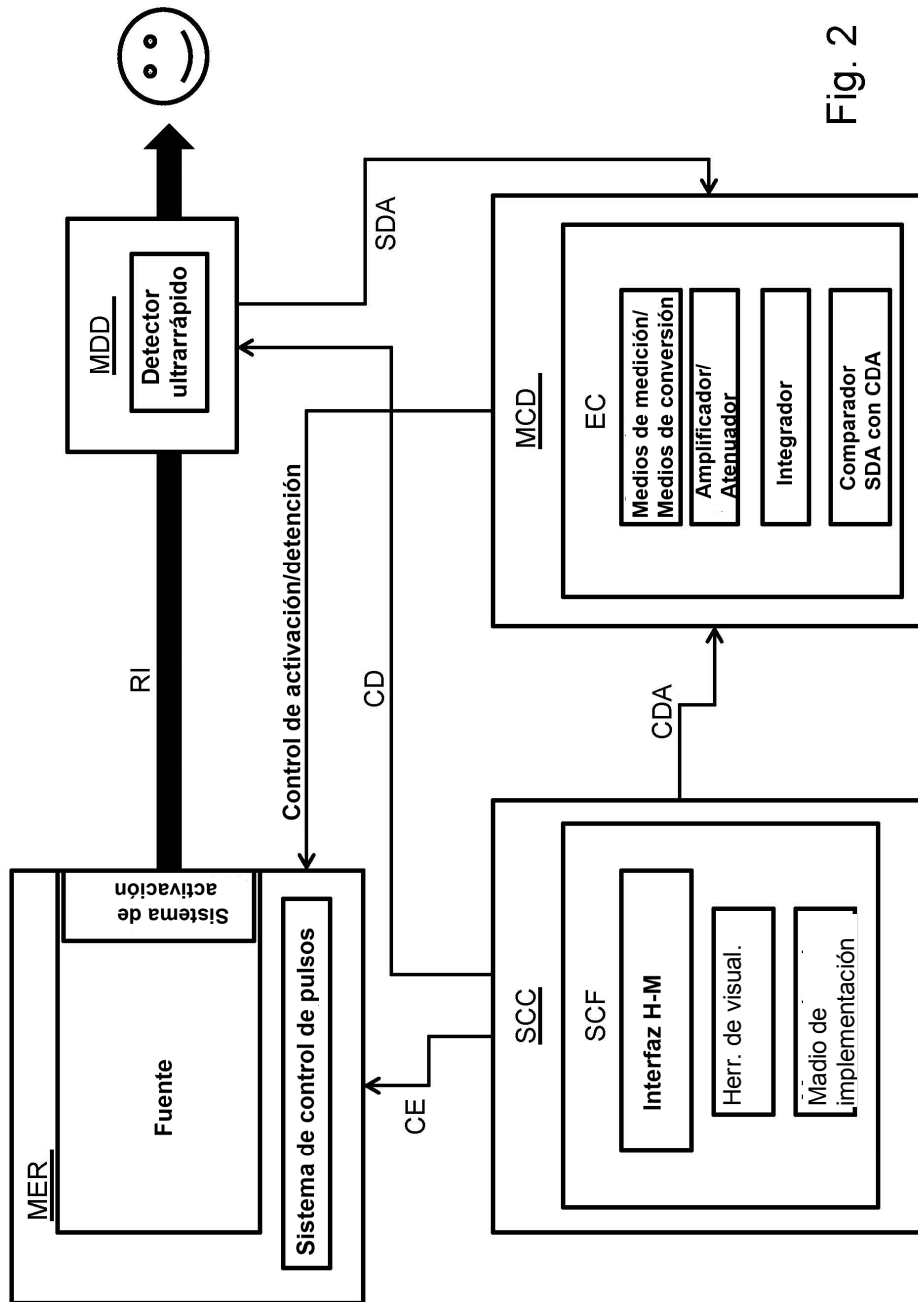 MER
Fuente
Sistema de
activación
Sistema de control de pulsos
RI
MDD
Detector
ultrarrápido
Control de activación/detención
CD
SDA
CE
SCC
SCF
Interfaz H-M
Herr. de visual.
Madio de
implementación
CDA
MCD
EC
Medios de medición/
Medios de conversión
Amplificador/
Atenuador
Integrador
Comparador
SDA con CDA
Fig. 2